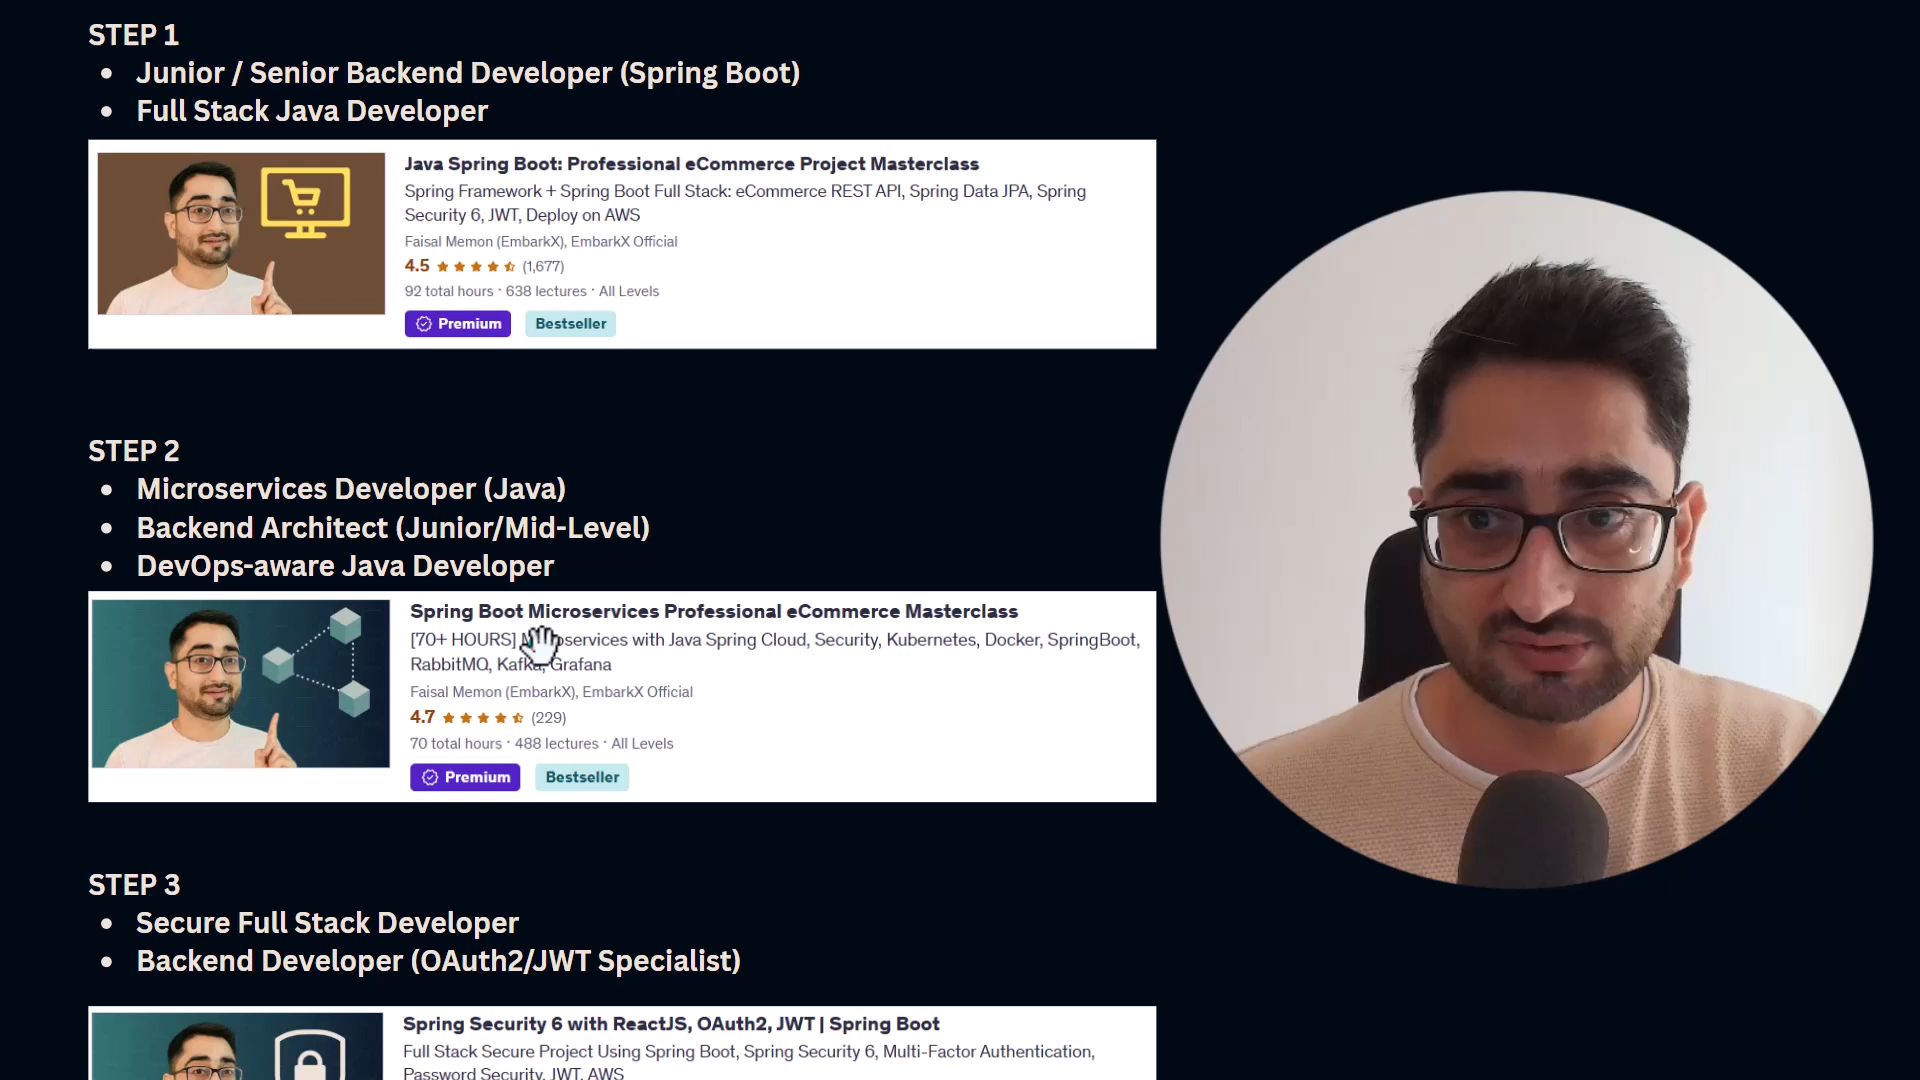 STEP 1
• Junior / Senior Backend Developer (Spring Boot)
• Full Stack Java Developer
Java Spring Boot: Professional eCommerce Project Masterclass
Spring Framework + Spring Boot Full Stack: eCommerce REST API, Spring Data JPA, Spring
Security 6, JWT, Deploy on AWS
Faisal Memon (EmbarkX), EmbarkX Official
4.5 (1,677)
92 total hours · 638 lectures · All Levels
Premium Bestseller
STEP 2
• Microservices Developer (Java)
• Backend Architect (Junior/Mid-Level)
• DevOps-aware Java Developer
Spring Boot Microservices Professional eCommerce Masterclass
[70+ HOURS] Microservices with Java Spring Cloud, Security, Kubernetes, Docker, SpringBoot,
RabbitMQ, Kafka, Grafana
Faisal Memon (EmbarkX), EmbarkX Official
4.7 (229)
70 total hours · 488 lectures · All Levels
Premium Bestseller
STEP 3
• Secure Full Stack Developer
• Backend Developer (OAuth2/JWT Specialist)
Spring Security 6 with ReactJS, OAuth2, JWT | Spring Boot
Full Stack Secure Project Using Spring Boot, Spring Security 6, Multi-Factor Authentication,
Password Security, JWT, AWS